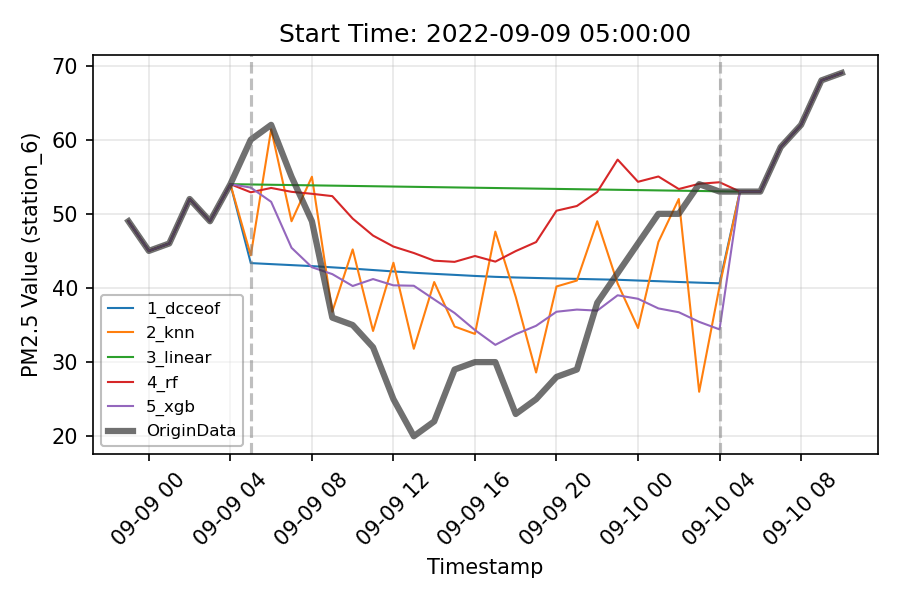 Start Time: 2022-09-09 05:00:00
PM2.5 Value (station_6)
70
60
50
40
30
20
1_dcceof
2_knn
3_linear
4_rf
5_xgb
OriginData
09-09 00
09-09 04
09-09 08
09-09 12
09-09 16
09-09 20
09-10 00
09-10 04
09-10 08
Timestamp